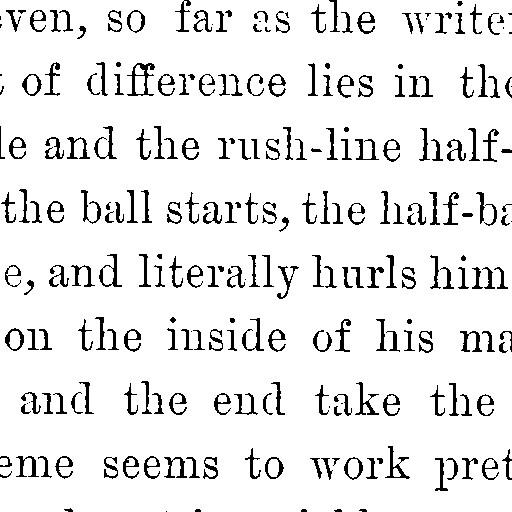 even, so far as the writer
of difference lies in the
and the rush-line half-
the ball starts, the half-ba
e, and literally hurls him
on the inside of his ma
and the end take the
eme seems to work pret